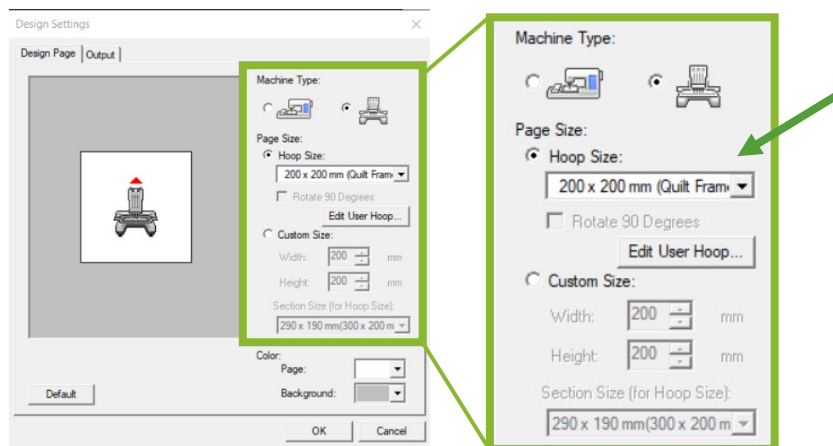 Design Settings
Design Page
Output
Machine Type:
Page Size:
Hoop Size:
200 x 200 mm (Quilt Fram
Rotate 90 Degrees
Edit User Hoop...
Custom Size:
Width: 200 mm
Height: 200 mm
Section Size (for Hoop Size):
290 x 190 mm(300 x 200 m
Color:
Page:
Background:
Default
OK
Cancel
Machine Type:
Page Size:
Hoop Size:
200 x 200 mm (Quilt Fram
Rotate 90 Degrees
Edit User Hoop...
Custom Size:
Width: 200 mm
Height: 200 mm
Section Size (for Hoop Size):
290 x 190 mm(300 x 200 m